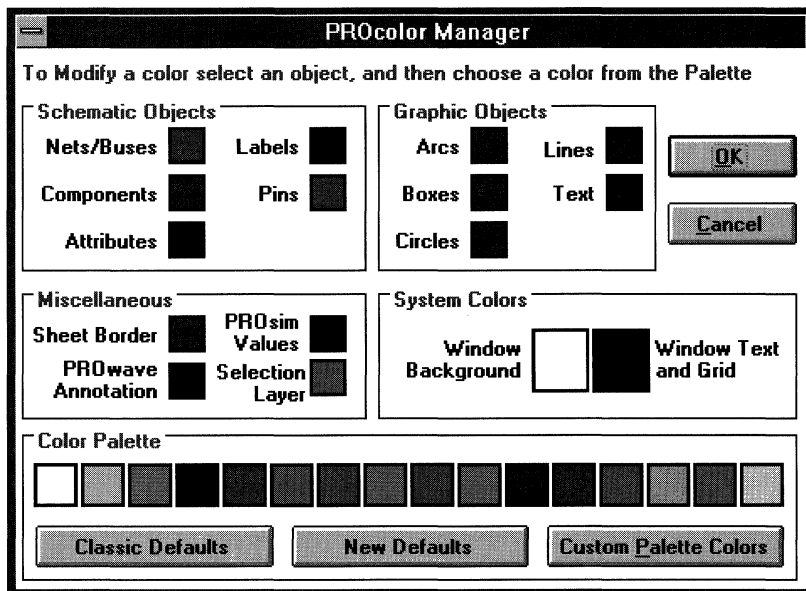 PROcolor Manager
To Modify a color select an object, and then choose a color from the Palette
Schematic Objects
Nets/Buses
Labels
Components
Pins
Attributes
Graphic Objects
Arcs
Lines
Boxes
Text
Circles
OK
Cancel
Miscellaneous
Sheet Border
PROsim
Values
PROwave
Annotation
Selection
Layer
System Colors
Window
Background
Window Text
and Grid
Color Palette
Classic Defaults
New Defaults
Custom Palette Colors